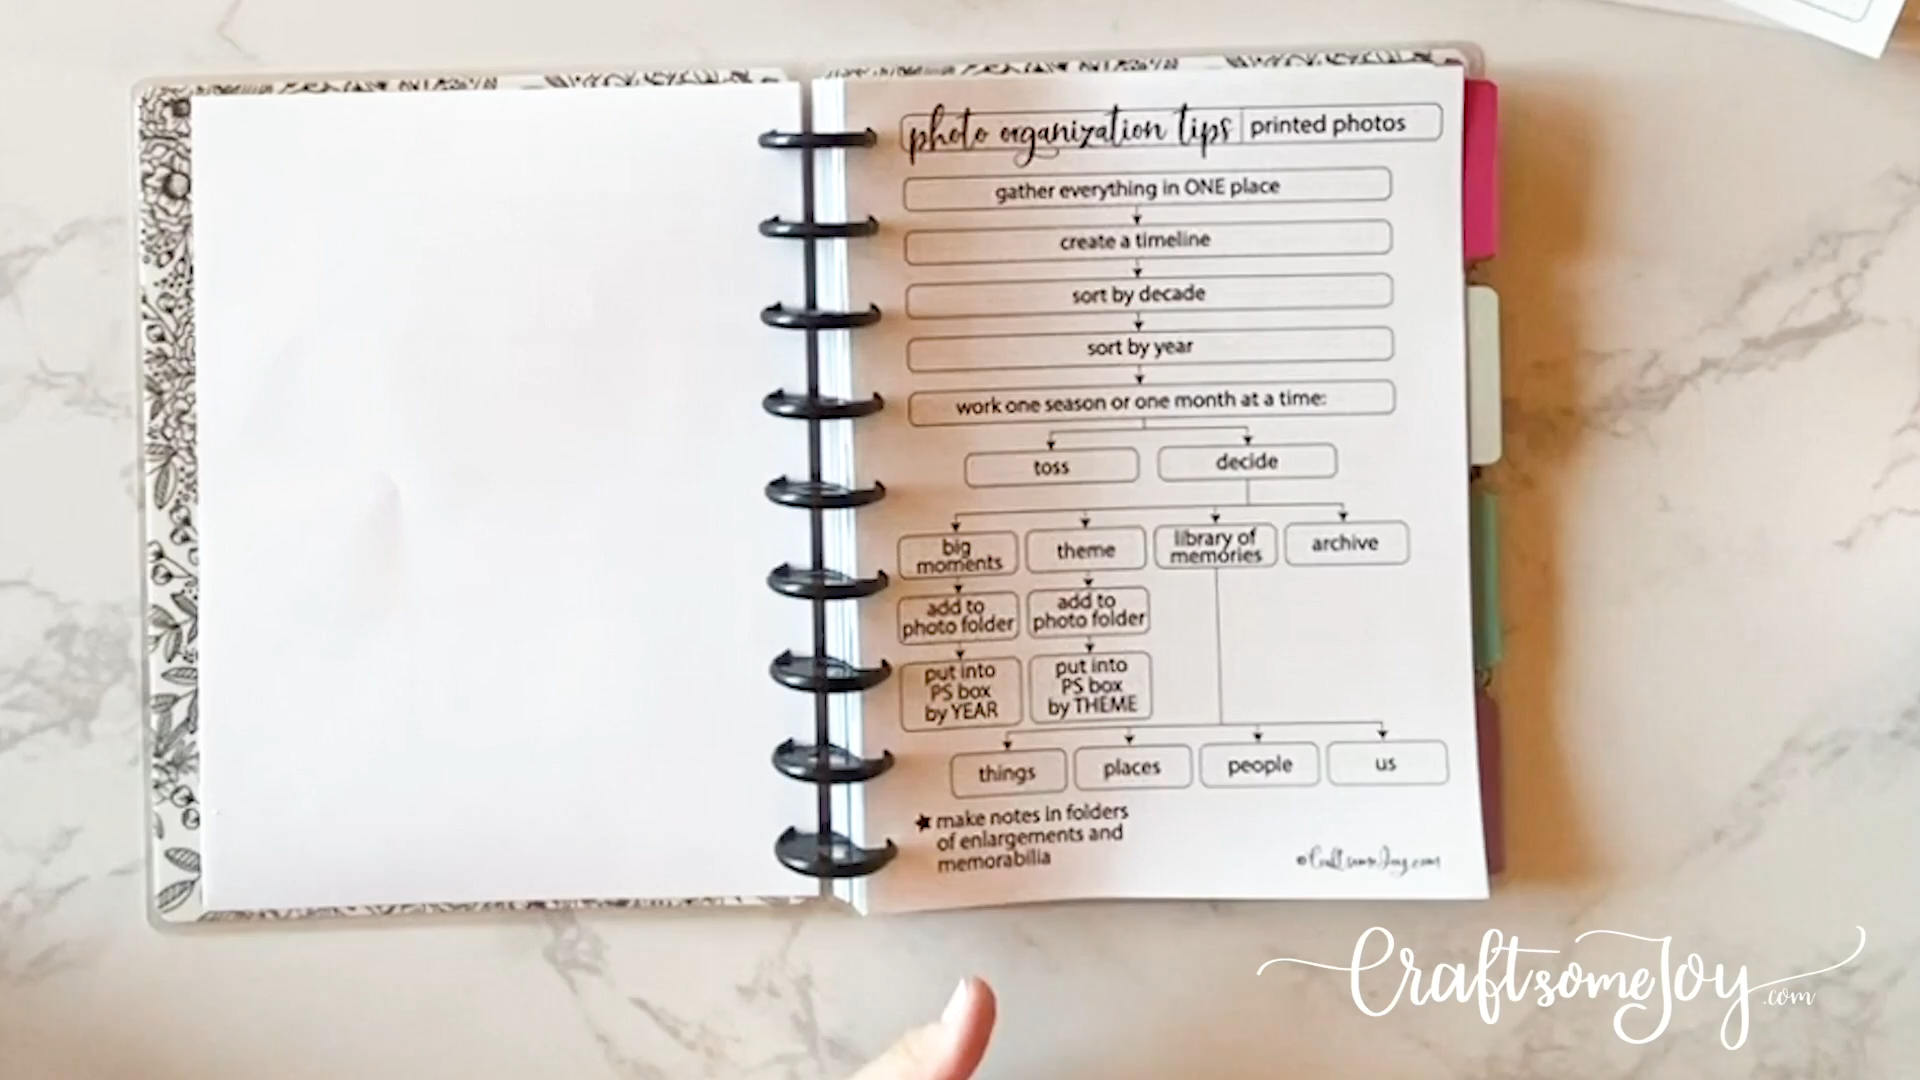 photo organization tips printed photos
gather everything in ONE place
create a timeline
sort by decade
sort by year
work one season or one month at a time:
toss
decide
big
moments
theme
library of
memories
archive
add to
photo folder
add to
photo folder
put into
PS box
by YEAR
put into
PS box
by THEME
things
places
people
us
★ make notes in folders
of enlargements and
memorabilia
©CraftsomeJoy.com
CraftsomeJoy.com